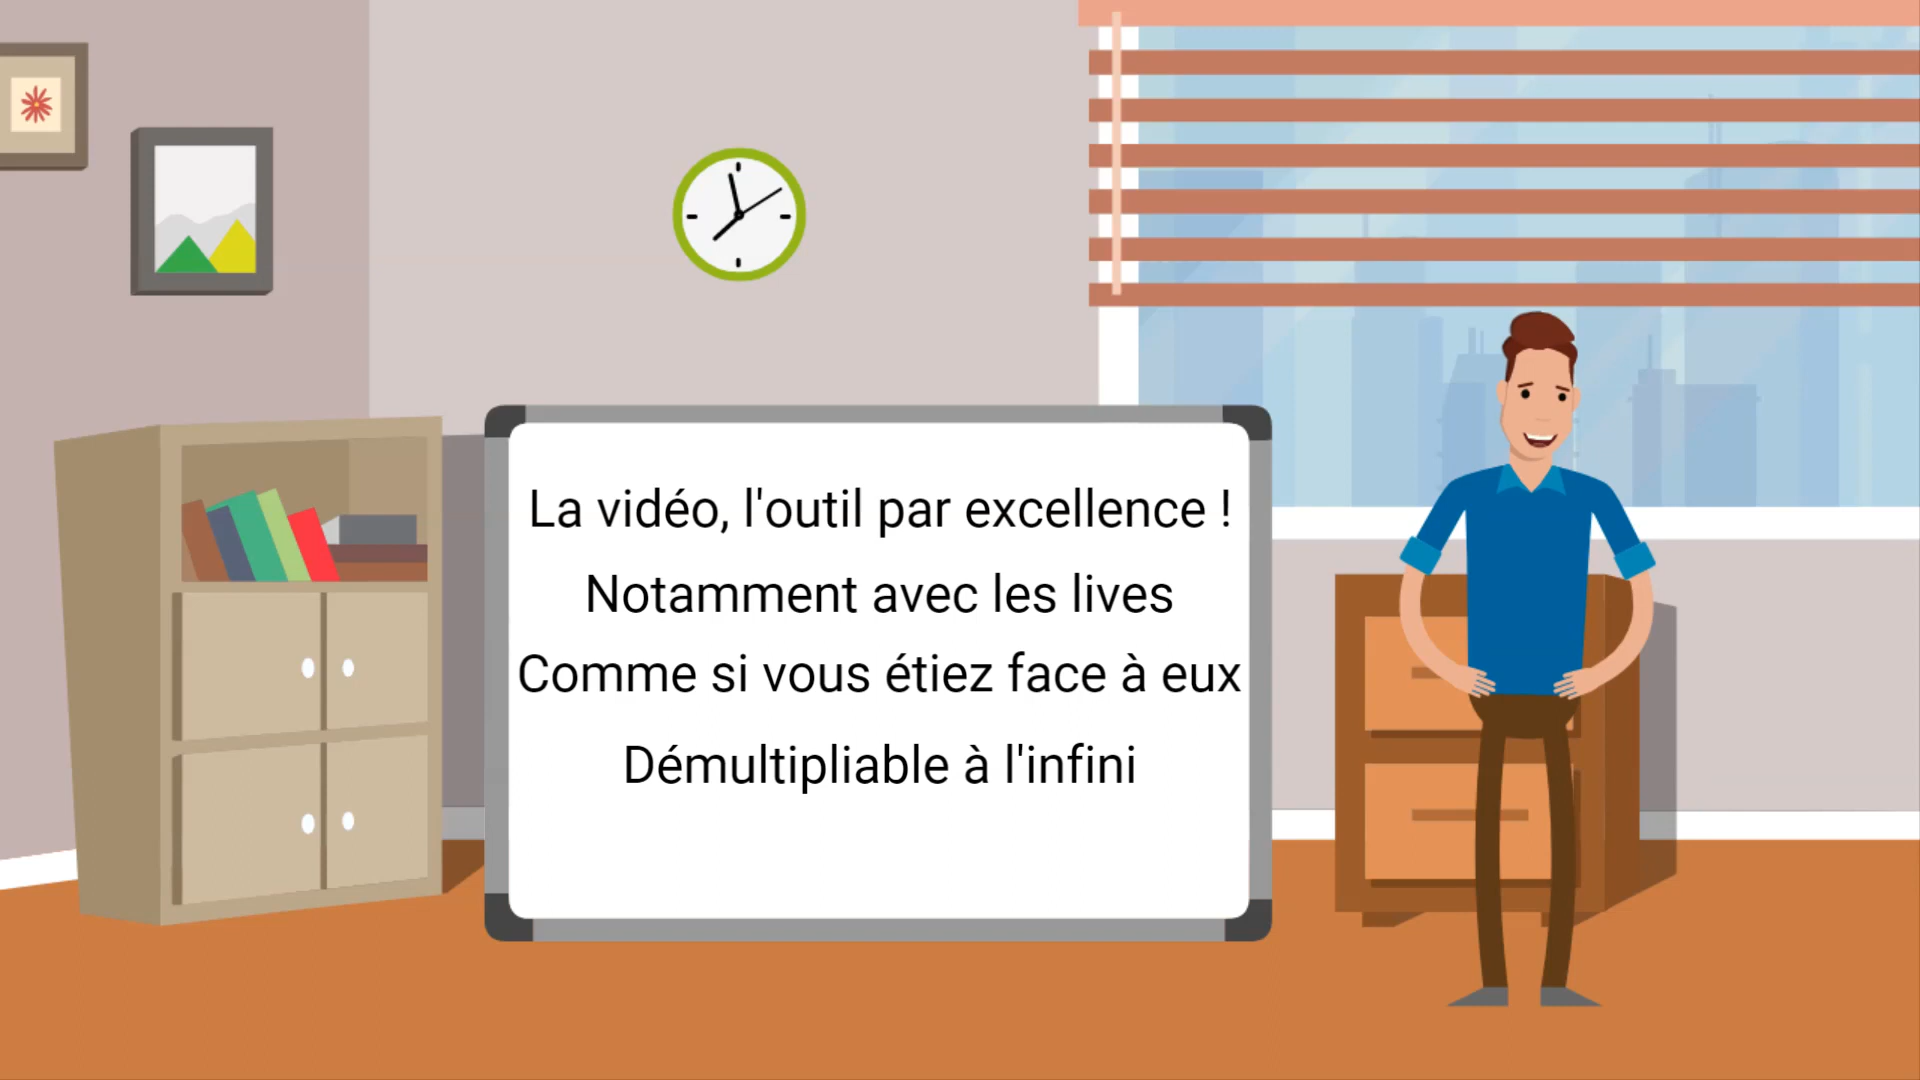 La vidéo, l'outil par excellence !
Notamment avec les lives
Comme si vous étiez face à eux
Démultipliable à l'infini